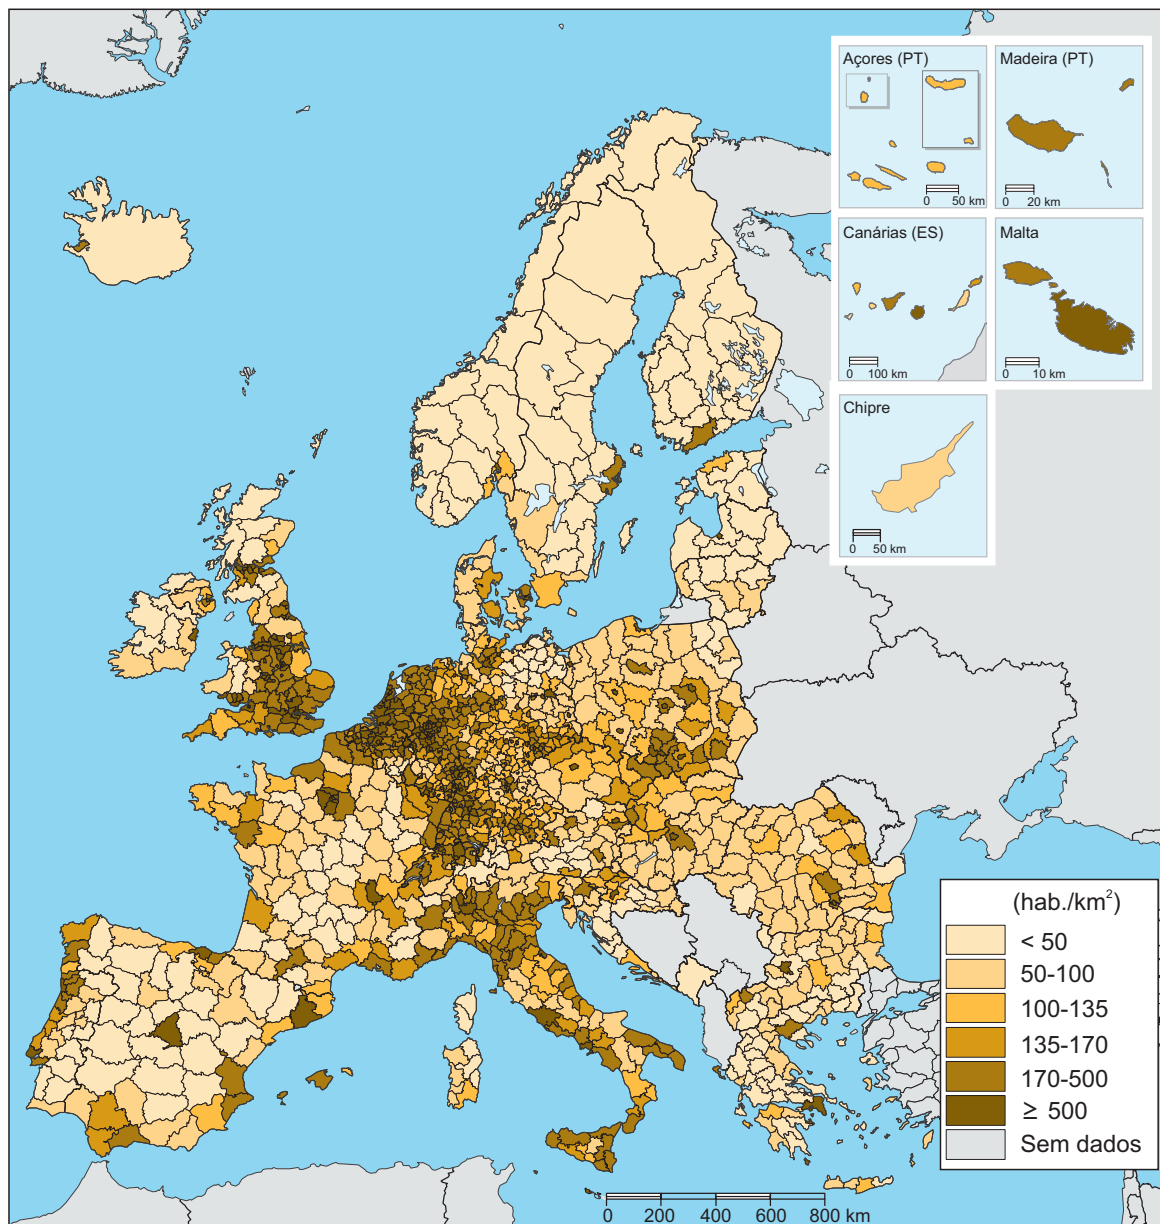 Açores (PT)
0 50 km
Madeira (PT)
0 20 km
Canárias (ES)
0 100 km
Malta
0 10 km
Chipre
0 50 km
(hab./km²)
< 50
50-100
100-135
135-170
170-500
≥ 500
Sem dados
0 200 400 600 800 km